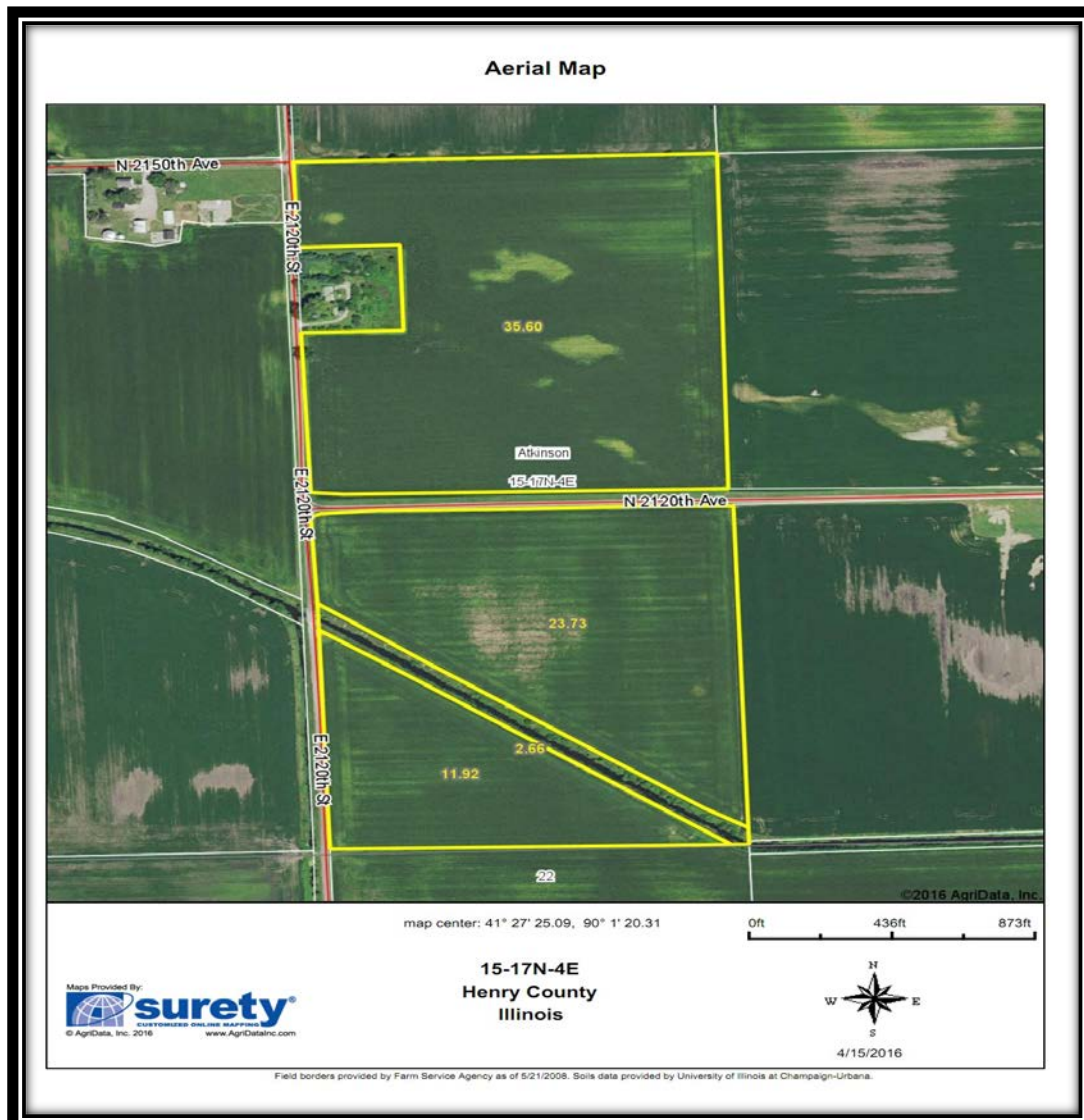 Aerial Map
N 2150th Ave
E 2120th St
35.60
Atkinson
15-17N-4E
E 2120th St
N 2120th Ave
23.73
E 2120th St
2.66
11.92
22
©2016 AgriData, Inc.
map center: 41° 27' 25.09, 90° 1' 20.31
0ft 436ft 873ft
15-17N-4E
Henry County
Illinois
Maps Provided By:
surety®
CUSTOMIZED ONLINE MAPPING
© AgriData, Inc. 2016 www.AgriDataInc.com
N
W E
S
4/15/2016
Field borders provided by Farm Service Agency as of 5/21/2008. Soils data provided by University of Illinois at Champaign-Urbana.